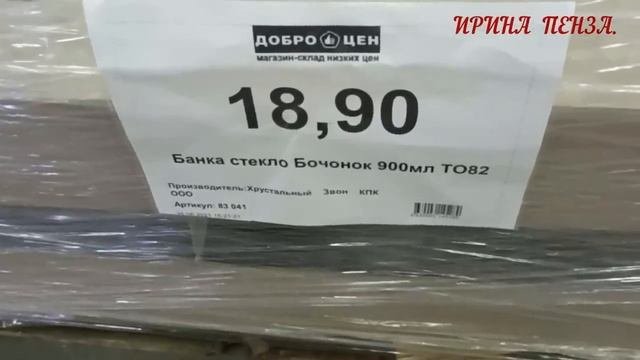 ИРИНА ПЕНЗА.
ДОБРО ЦЕН
магазин-склад низких цен
18,90
Банка стекло Бочонок 900мл ТО82
Производитель:Хрустальный Звон КПК
ООО
Артикул: 83 041